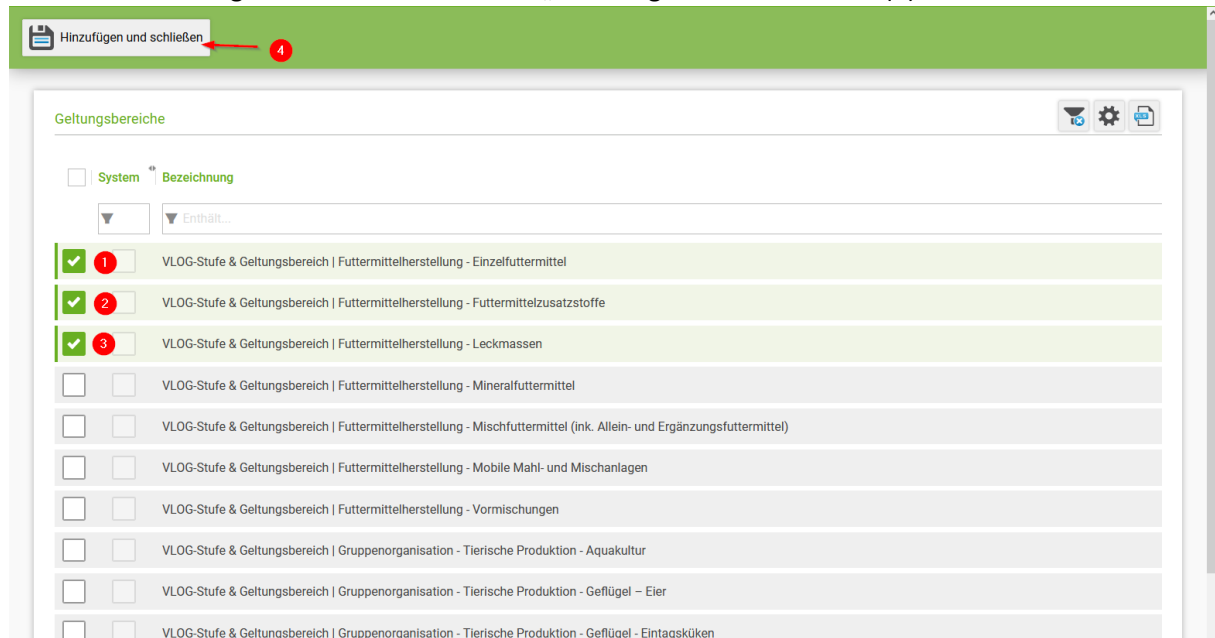 Hinzufügen und schließen
4
Geltungsbereiche
System Bezeichnung
Enthält...
1 VLOG-Stufe & Geltungsbereich | Futtermittelherstellung - Einzelfuttermittel
2 VLOG-Stufe & Geltungsbereich | Futtermittelherstellung - Futtermittelzusatzstoffe
3 VLOG-Stufe & Geltungsbereich | Futtermittelherstellung - Leckmassen
VLOG-Stufe & Geltungsbereich | Futtermittelherstellung - Mineralfuttermittel
VLOG-Stufe & Geltungsbereich | Futtermittelherstellung - Mischfuttermittel (ink. Allein- und Ergänzungsfuttermittel)
VLOG-Stufe & Geltungsbereich | Futtermittelherstellung - Mobile Mahl- und Mischanlagen
VLOG-Stufe & Geltungsbereich | Futtermittelherstellung - Vormischungen
VLOG-Stufe & Geltungsbereich | Gruppenorganisation - Tierische Produktion - Aquakultur
VLOG-Stufe & Geltungsbereich | Gruppenorganisation - Tierische Produktion - Geflügel – Eier
VLOG-Stufe & Geltungsbereich | Gruppenorganisation - Tierische Produktion - Geflügel - Eintagsküken